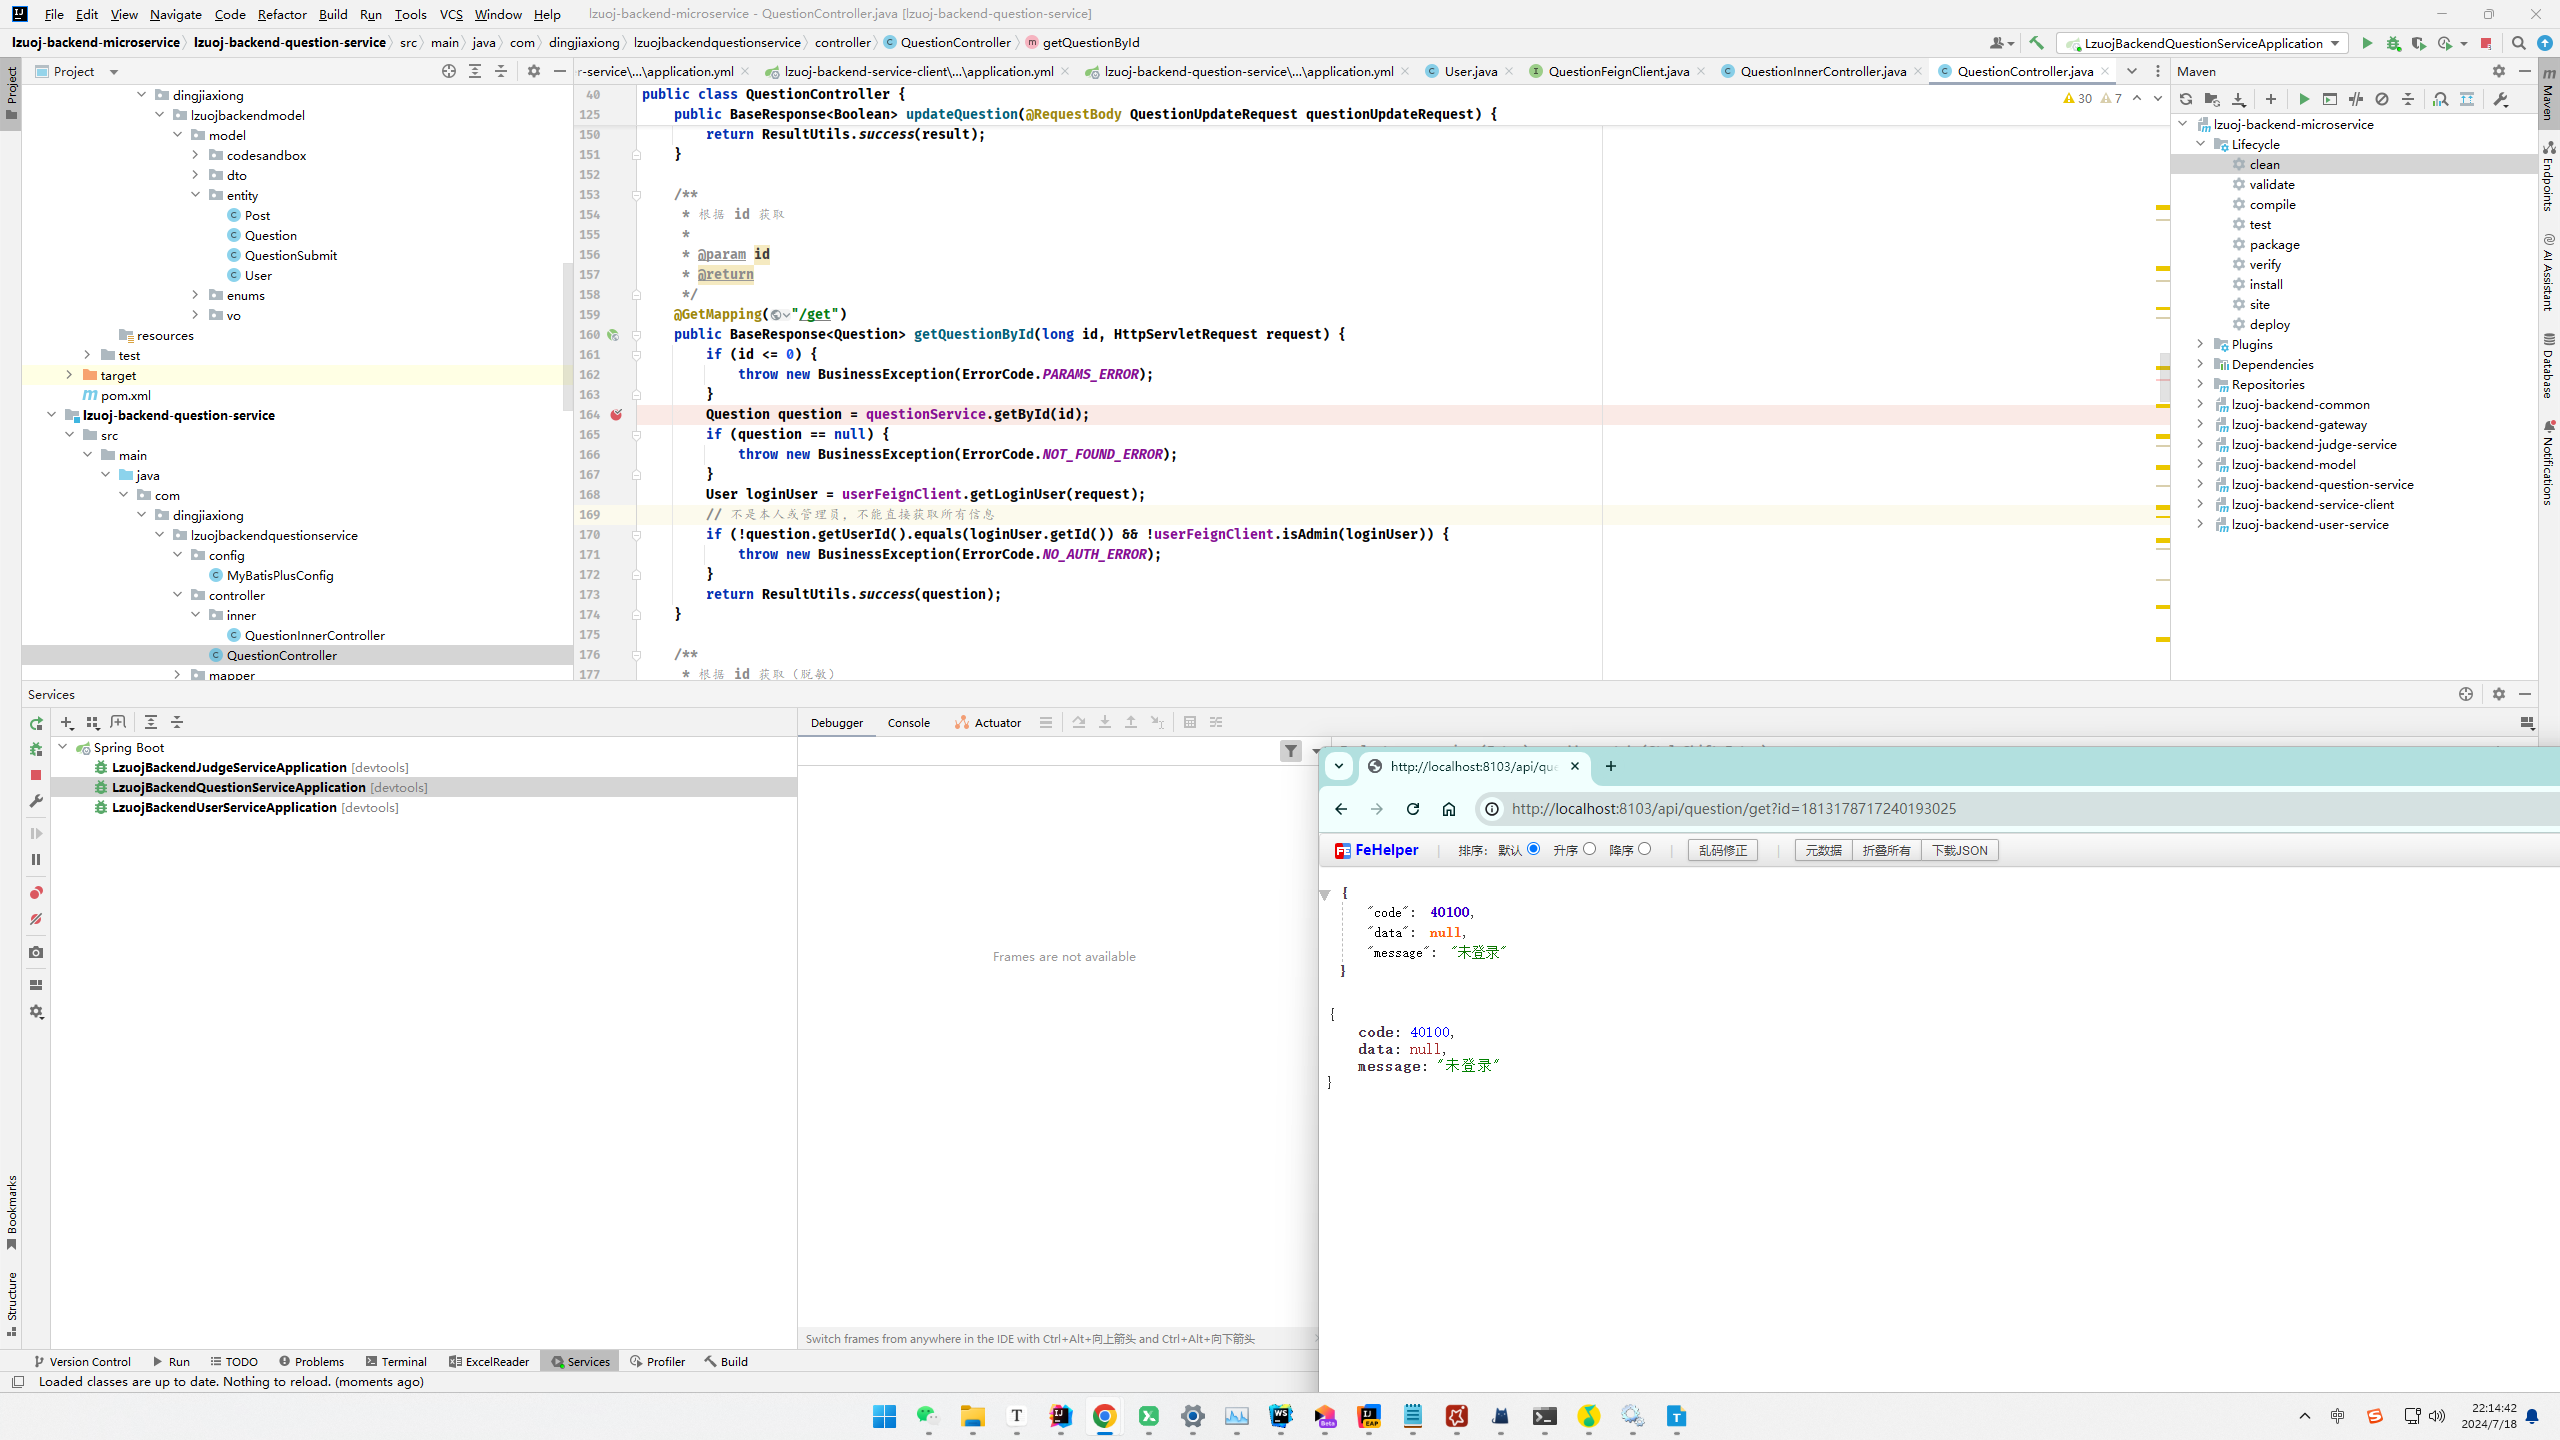 File Edit View Navigate Code Refactor Build Run Tools VCS Window Help lzuoj-backend-microservice - QuestionController.java [lzuoj-backend-question-service]
lzuoj-backend-microservice lzuoj-backend-question-service src main java com dingjiaxiong lzuojbackendquestionservice controller QuestionController getQuestionById LzuojBackendQuestionServiceApplication
Project
r-service\...\application.yml lzuoj-backend-service-client\...\application.yml lzuoj-backend-question-service\...\application.yml User.java QuestionFeignClient.java QuestionInnerController.java QuestionController.java
Maven
Project
Bookmarks
Structure
dingjiaxiong
lzuojbackendmodel
model
codesandbox
dto
entity
Post
Question
QuestionSubmit
User
enums
vo
resources
test
target
pom.xml
lzuoj-backend-question-service
src
main
java
com
dingjiaxiong
lzuojbackendquestionservice
config
MyBatisPlusConfig
controller
inner
QuestionInnerController
QuestionController
mapper
30 7
40 public class QuestionController {
125 public BaseResponse<Boolean> updateQuestion(@RequestBody QuestionUpdateRequest questionUpdateRequest) {
150 return ResultUtils.success(result);
151 }
152
153 /**
154 * 根据 id 获取
155 *
156 * @param id
157 * @return
158 */
159 @GetMapping("/get")
160 public BaseResponse<Question> getQuestionById(long id, HttpServletRequest request) {
161 if (id <= 0) {
162 throw new BusinessException(ErrorCode.PARAMS_ERROR);
163 }
164 Question question = questionService.getById(id);
165 if (question == null) {
166 throw new BusinessException(ErrorCode.NOT_FOUND_ERROR);
167 }
168 User loginUser = userFeignClient.getLoginUser(request);
169 // 不是本人或管理员，不能直接获取所有信息
170 if (!question.getUserId().equals(loginUser.getId()) && !userFeignClient.isAdmin(loginUser)) {
171 throw new BusinessException(ErrorCode.NO_AUTH_ERROR);
172 }
173 return ResultUtils.success(question);
174 }
175
176 /**
177 * 根据 id 获取（脱敏）
lzuoj-backend-microservice
Lifecycle
clean
validate
compile
test
package
verify
install
site
deploy
Plugins
Dependencies
Repositories
lzuoj-backend-common
lzuoj-backend-gateway
lzuoj-backend-judge-service
lzuoj-backend-model
lzuoj-backend-question-service
lzuoj-backend-service-client
lzuoj-backend-user-service
Maven
Endpoints
AI Assistant
Database
Notifications
Services
Debugger Console Actuator
Spring Boot
LzuojBackendJudgeServiceApplication [devtools]
LzuojBackendQuestionServiceApplication [devtools]
LzuojBackendUserServiceApplication [devtools]
Frames are not available
Switch frames from anywhere in the IDE with Ctrl+Alt+向上箭头 and Ctrl+Alt+向下箭头
http://localhost:8103/api/que
http://localhost:8103/api/question/get?id=1813178717240193025
FeHelper 排序: 默认 升序 降序 乱码修正 元数据 折叠所有 下载JSON
{
"code": 40100,
"data": null,
"message": "未登录"
}
{
code: 40100,
data: null,
message: "未登录"
}
Version Control Run TODO Problems Terminal ExcelReader Services Profiler Build
Loaded classes are up to date. Nothing to reload. (moments ago)
中
22:14:42
2024/7/18